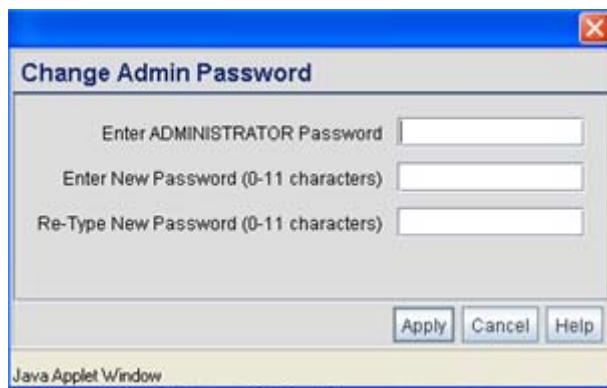 Change Admin Password
Enter ADMINISTRATOR Password
Enter New Password (0-11 characters)
Re-Type New Password (0-11 characters)
Apply Cancel Help
Java Applet Window